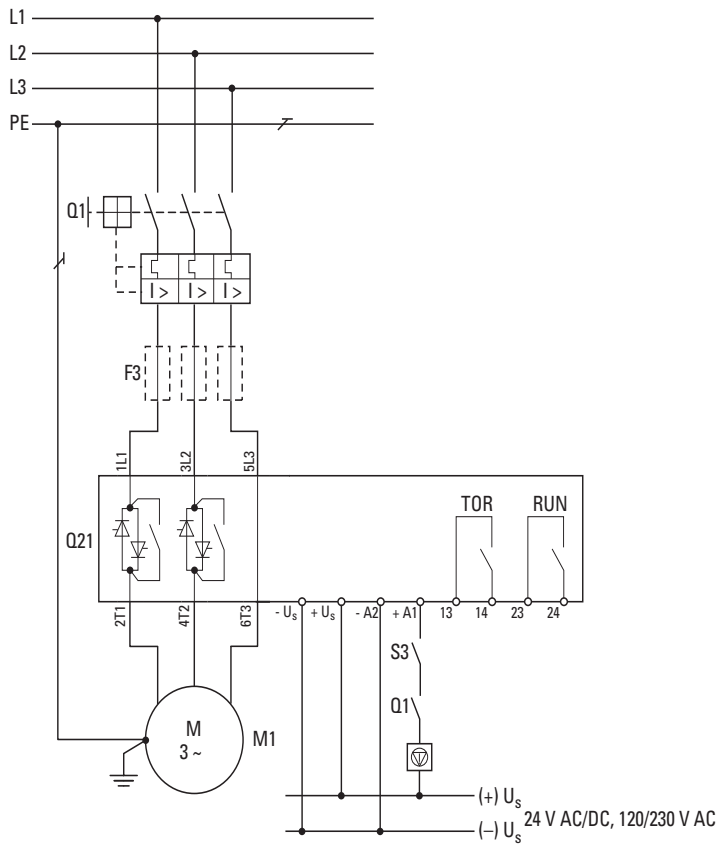 L1
L2
L3
PE
Q1
I > I > I >
F3
1L1 3L2 5L3
TOR RUN
Q21
2T1 4T2 6T3
- Us + Us - A2 + A1 13 14 23 24
S3
Q1
M
3 ~
M1
(+) Us
24 V AC/DC, 120/230 V AC
(–) Us